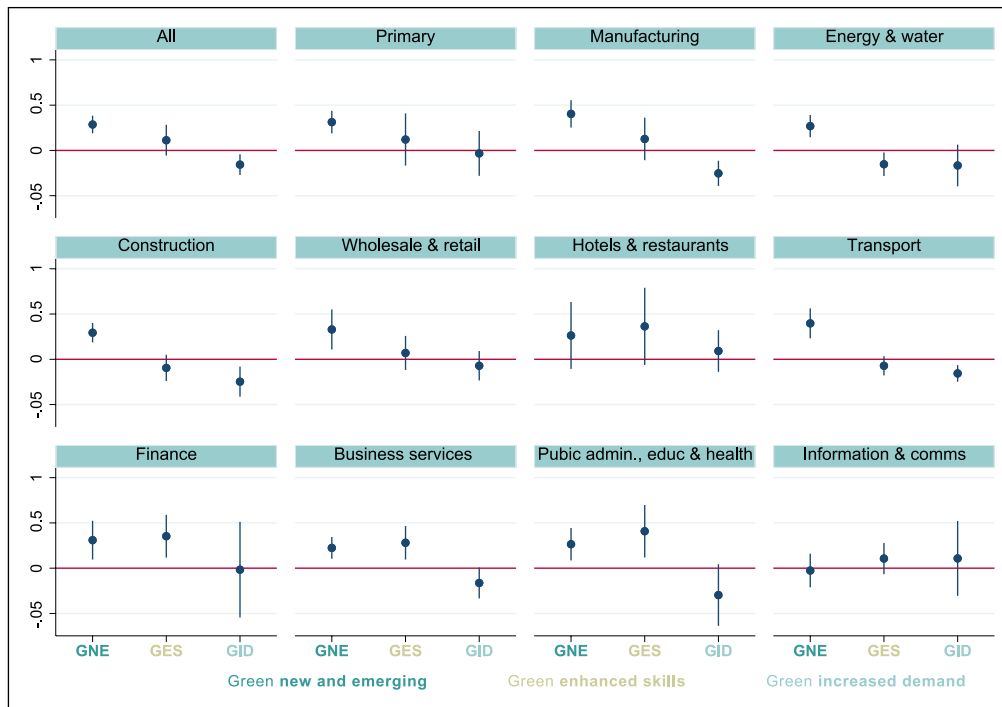 All Primary Manufacturing Energy & water
1
0.5
0
-.05
Construction Wholesale & retail Hotels & restaurants Transport
1
0.5
0
-.05
Finance Business services Pubic admin., educ & health Information & comms
1
0.5
0
-.05
GNE GES GID GNE GES GID GNE GES GID GNE GES GID
Green new and emerging Green enhanced skills Green increased demand